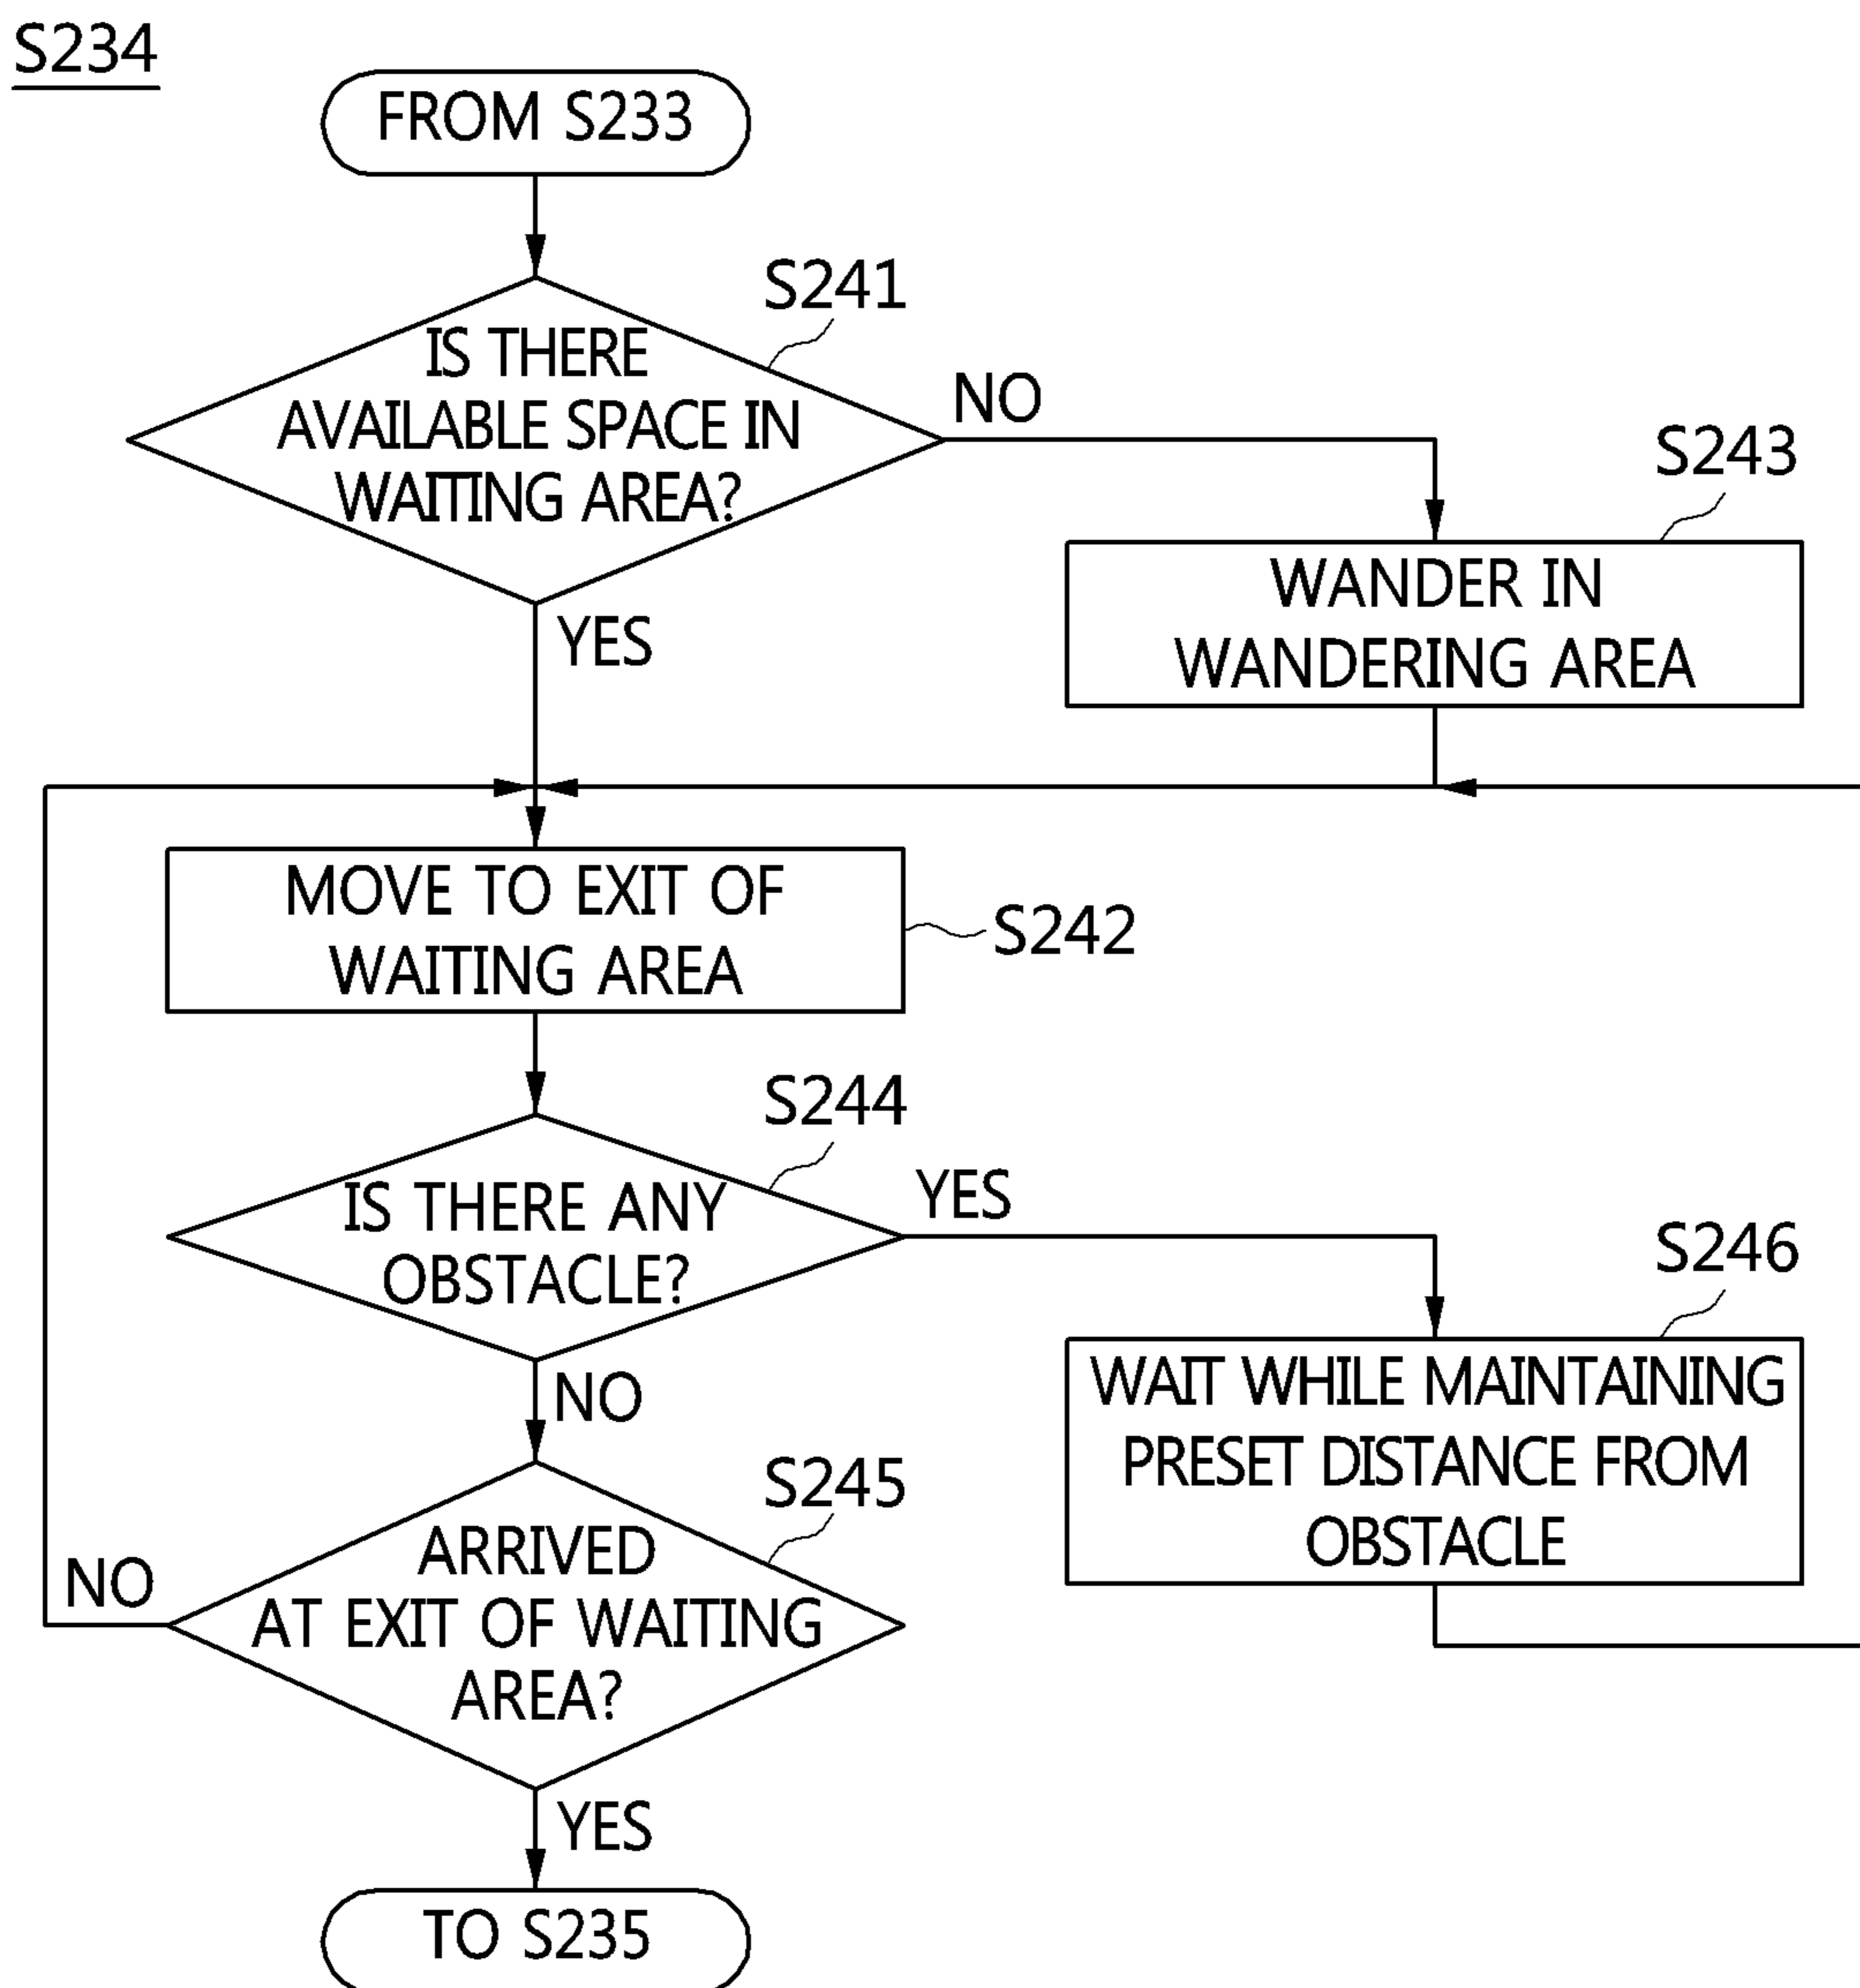 S234
FROM S233
S241
IS THERE
AVAILABLE SPACE IN
WAITING AREA?
NO
S243
WANDER IN
WANDERING AREA
YES
MOVE TO EXIT OF
WAITING AREA
S242
S244
IS THERE ANY
OBSTACLE?
YES
S246
WAIT WHILE MAINTAINING
PRESET DISTANCE FROM
OBSTACLE
NO
S245
ARRIVED
AT EXIT OF WAITING
AREA?
NO
YES
TO S235